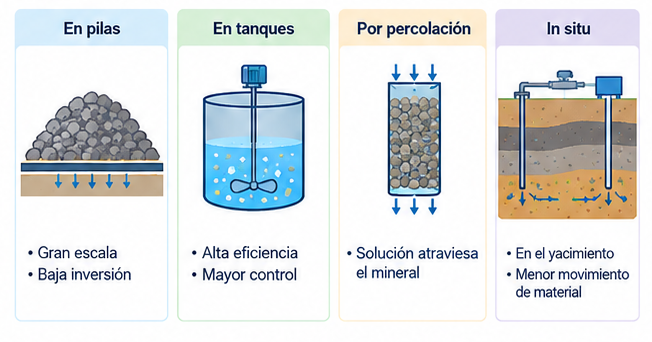 En pilas
• Gran escala
• Baja inversión
En tanques
• Alta eficiencia
• Mayor control
Por percolación
• Solución atraviesa
el mineral
In situ
• En el yacimiento
• Menor movimiento
de material